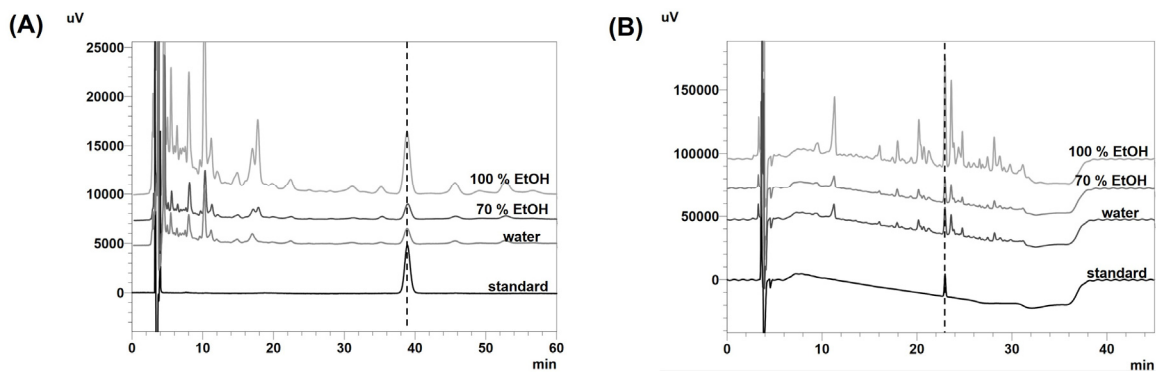 (A)
uV
25000
20000
15000
10000
5000
0
100 % EtOH
70 % EtOH
water
standard
0 10 20 30 40 50 60
min
(B)
uV
150000
100000
50000
0
100 % EtOH
70 % EtOH
water
standard
0 10 20 30 40
min